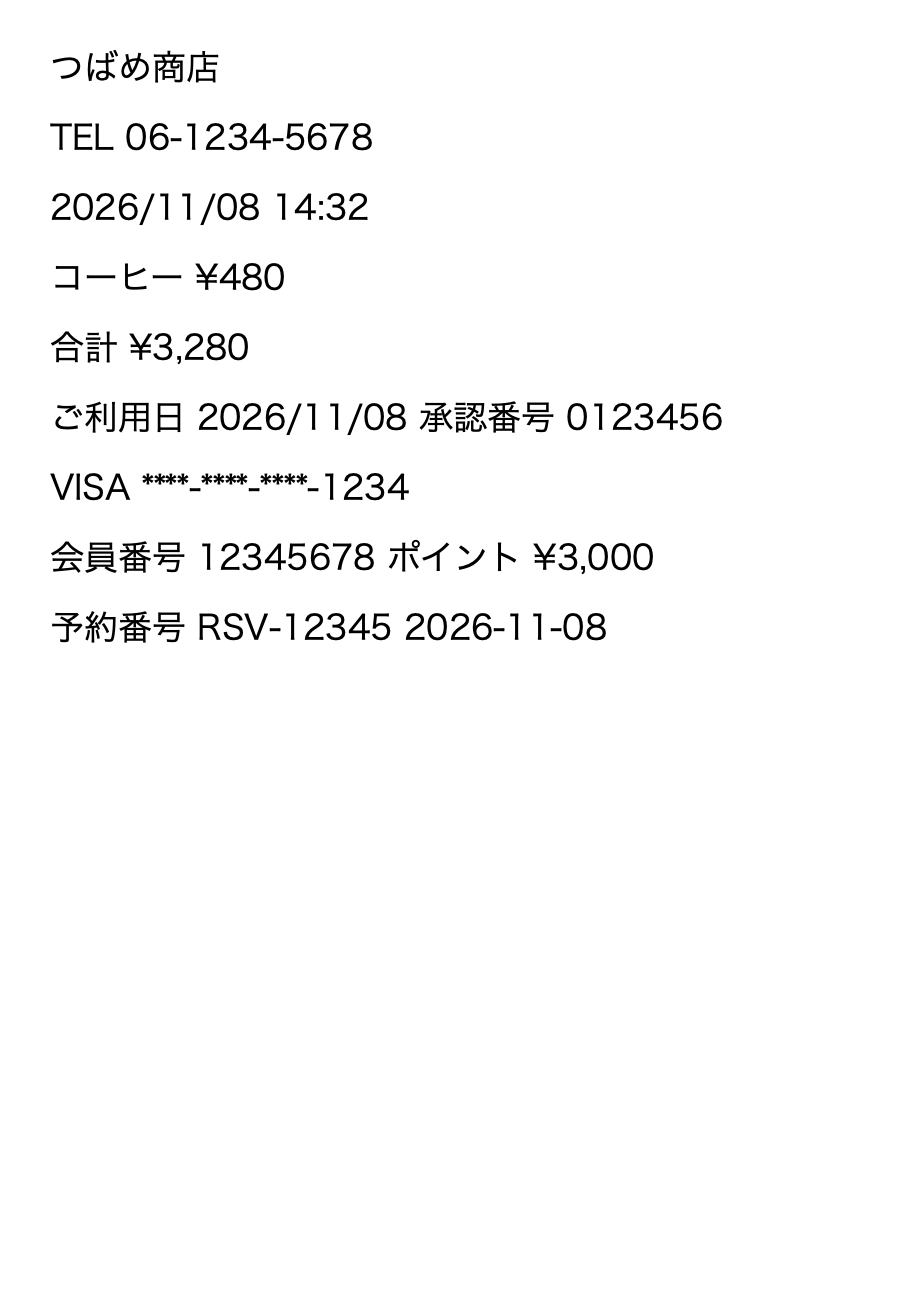 つばめ商店
TEL 06-1234-5678
2026/11/08 14:32
コーヒー ¥480
合計 ¥3,280
ご利用日 2026/11/08 承認番号 0123456
VISA ****-****-****-1234
会員番号 12345678 ポイント ¥3,000
予約番号 RSV-12345 2026-11-08